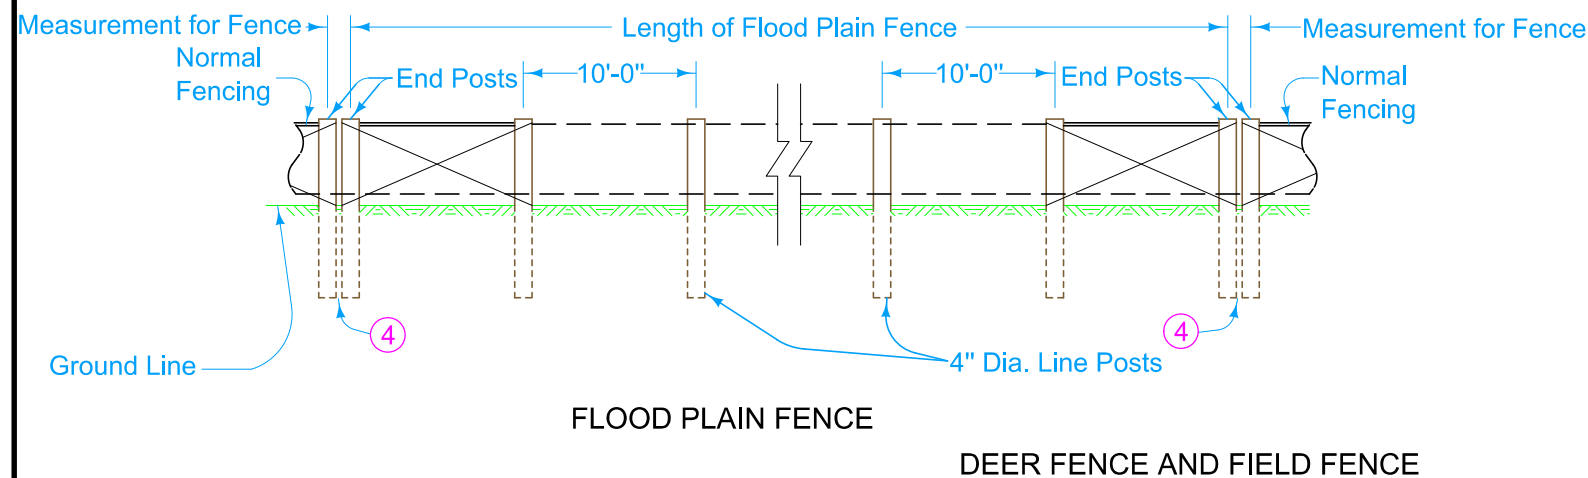 Measurement for Fence
Length of Flood Plain Fence
Measurement for Fence
Normal
Fencing
End Posts
10'-0"
10'-0"
End Posts
Normal
Fencing
4
4
Ground Line
4" Dia. Line Posts
FLOOD PLAIN FENCE
DEER FENCE AND FIELD FENCE